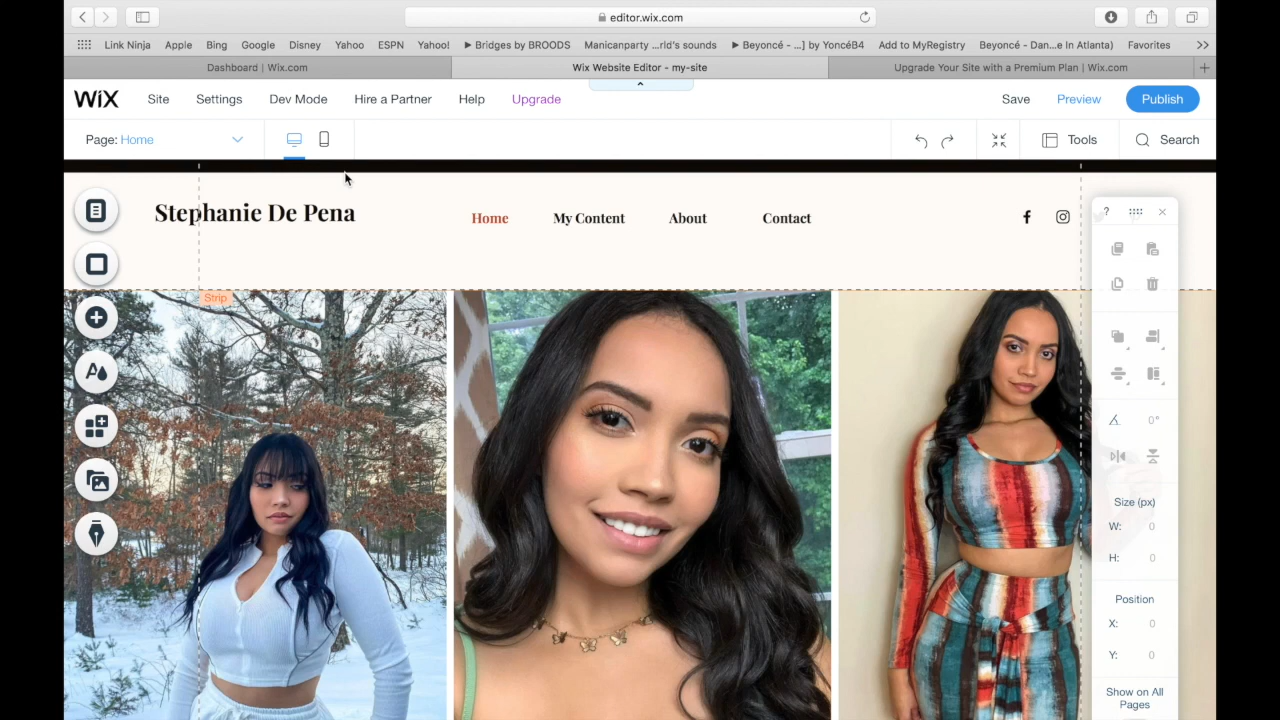 editor.wix.com
Link Ninja Apple Bing Google Disney Yahoo ESPN Yahoo! ▶ Bridges by BROODS Manicanparty ...rld's sounds ▶ Beyoncé - ...] by YoncéB4 Add to MyRegistry Beyoncé - Dan...e In Atlanta) Favorites >>
Dashboard | Wix.com Wix Website Editor - my-site Upgrade Your Site with a Premium Plan | Wix.com +
WiX Site Settings Dev Mode Hire a Partner Help Upgrade Save Preview Publish
Page: Home Tools Search
Stephanie De Pena Home My Content About Contact
?
Strip
A
0°
Size (px)
W: 0
H: 0
Position
X: 0
Y: 0
Show on All
Pages